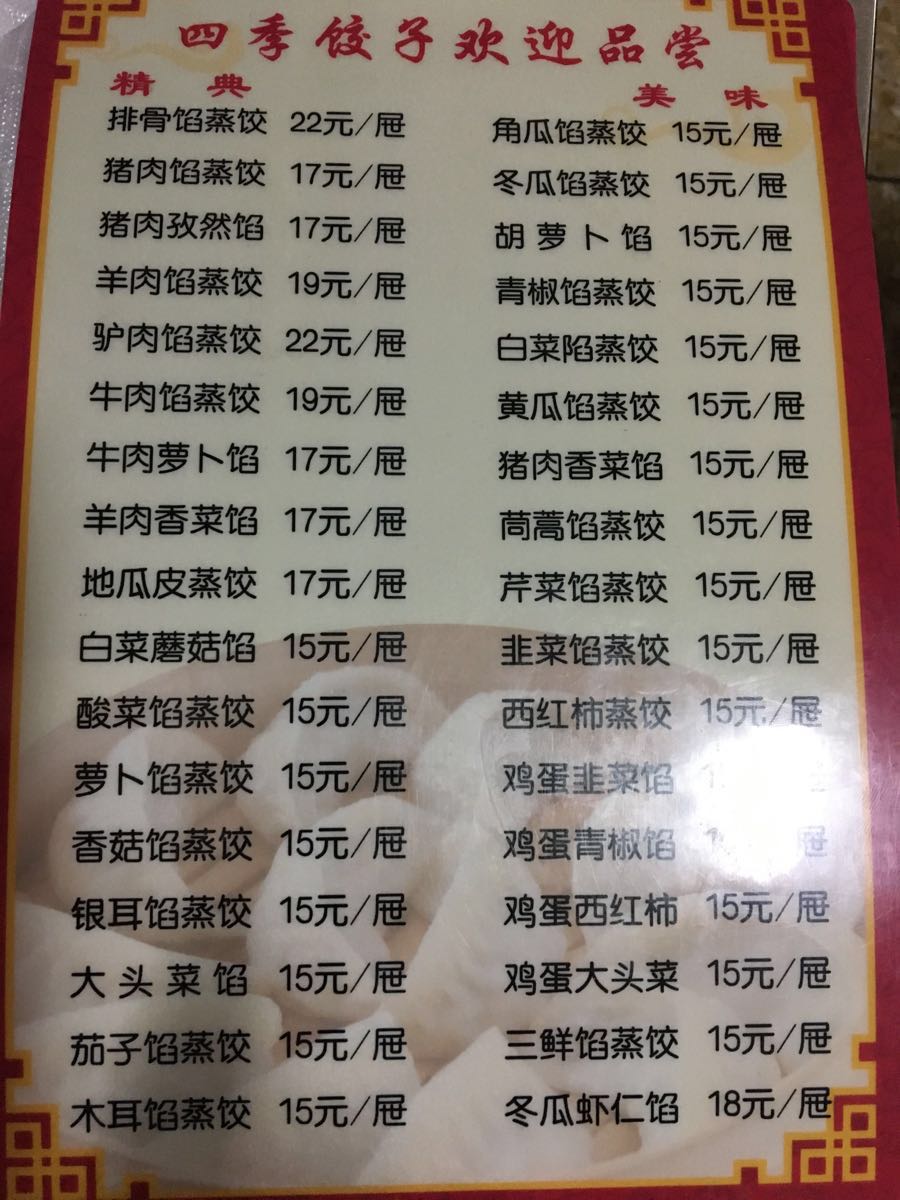 四季饺子欢迎品尝
精 典
排骨馅蒸饺 22元/屉
猪肉馅蒸饺 17元/屉
猪肉孜然馅 17元/屉
羊肉馅蒸饺 19元/屉
驴肉馅蒸饺 22元/屉
牛肉馅蒸饺 19元/屉
牛肉萝卜馅 17元/屉
羊肉香菜馅 17元/屉
地瓜皮蒸饺 17元/屉
白菜蘑菇馅 15元/屉
酸菜馅蒸饺 15元/屉
萝卜馅蒸饺 15元/屉
香菇馅蒸饺 15元/屉
银耳馅蒸饺 15元/屉
大头菜馅 15元/屉
茄子馅蒸饺 15元/屉
木耳馅蒸饺 15元/屉
美 味
角瓜馅蒸饺 15元/屉
冬瓜馅蒸饺 15元/屉
胡萝卜馅 15元/屉
青椒馅蒸饺 15元/屉
白菜陷蒸饺 15元/屉
黄瓜馅蒸饺 15元/屉
猪肉香菜馅 15元/屉
茼蒿馅蒸饺 15元/屉
芹菜馅蒸饺 15元/屉
韭菜馅蒸饺 15元/屉
西红柿蒸饺 15元/屉
鸡蛋韭菜馅
鸡蛋青椒馅
鸡蛋西红柿 15元/屉
鸡蛋大头菜 15元/屉
三鲜馅蒸饺 15元/屉
冬瓜虾仁馅 18元/屉